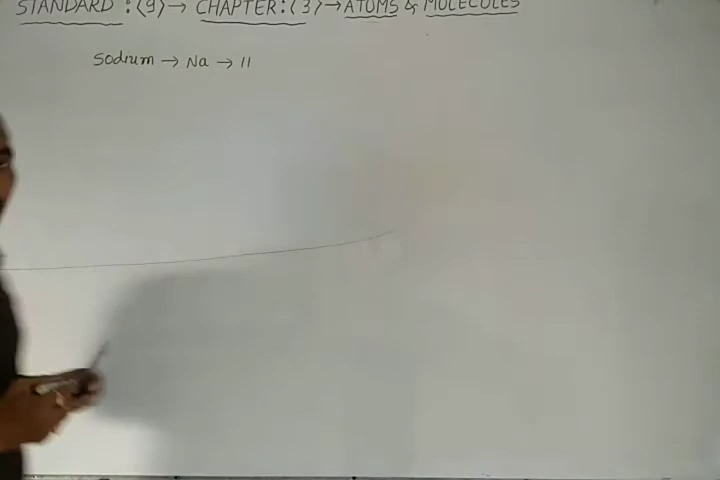 STANDARD :(9)→ CHAPTER:(3)→ATOMS & MOLECULES
Sodium → Na → 11